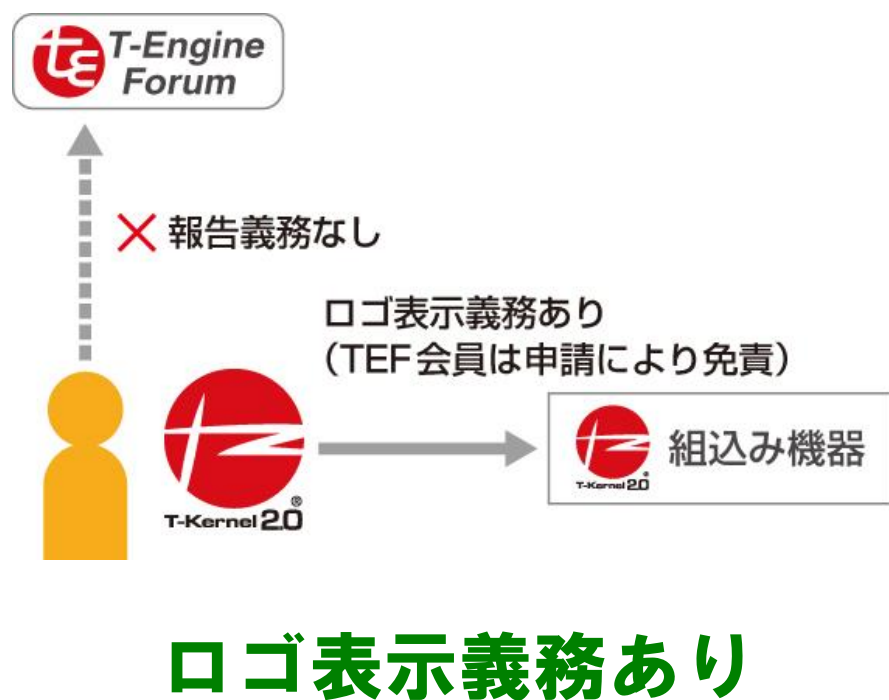 T-Engine
Forum
× 報告義務なし
ロゴ表示義務あり
（TEF会員は申請により免責）
T-Kernel 2.0®
T-Kernel 2.0®
組込み機器
ロゴ表示義務あり